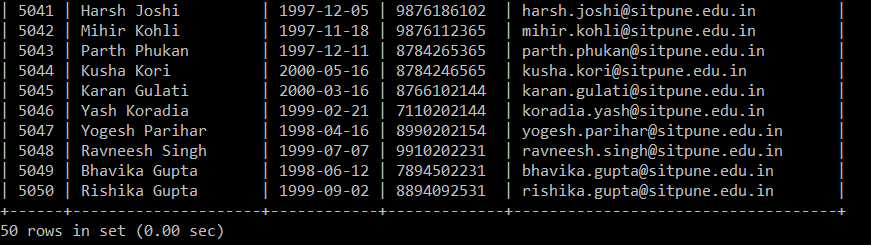 | 5041 | Harsh Joshi | 1997-12-05 | 9876186102 | harsh.joshi@sitpune.edu.in |
| 5042 | Mihir Kohli | 1997-11-18 | 9876112365 | mihir.kohli@sitpune.edu.in |
| 5043 | Parth Phukan | 1997-12-11 | 8784265365 | parth.phukan@sitpune.edu.in |
| 5044 | Kusha Kori | 2000-05-16 | 8784246565 | kusha.kori@sitpune.edu.in |
| 5045 | Karan Gulati | 2000-03-16 | 8766102144 | karan.gulati@sitpune.edu.in |
| 5046 | Yash Koradia | 1999-02-21 | 7110202144 | koradia.yash@sitpune.edu.in |
| 5047 | Yogesh Parihar | 1998-04-16 | 8990202154 | yogesh.parihar@sitpune.edu.in |
| 5048 | Ravneesh Singh | 1999-07-07 | 9910202231 | ravneesh.singh@sitpune.edu.in |
| 5049 | Bhavika Gupta | 1998-06-12 | 7894502231 | bhavika.gupta@sitpune.edu.in |
| 5050 | Rishika Gupta | 1999-09-02 | 8894092531 | rishika.gupta@sitpune.edu.in |
+------+---------------------+------------+------------+----------------------------------+
50 rows in set (0.00 sec)